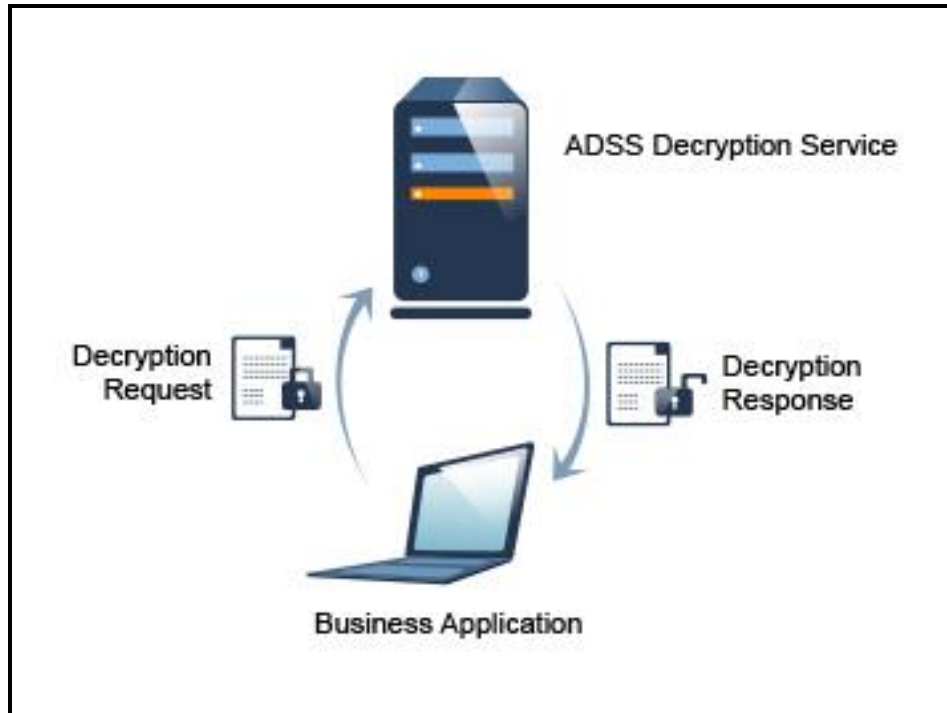 ADSS Decryption Service
Decryption
Request
Decryption
Response
Business Application